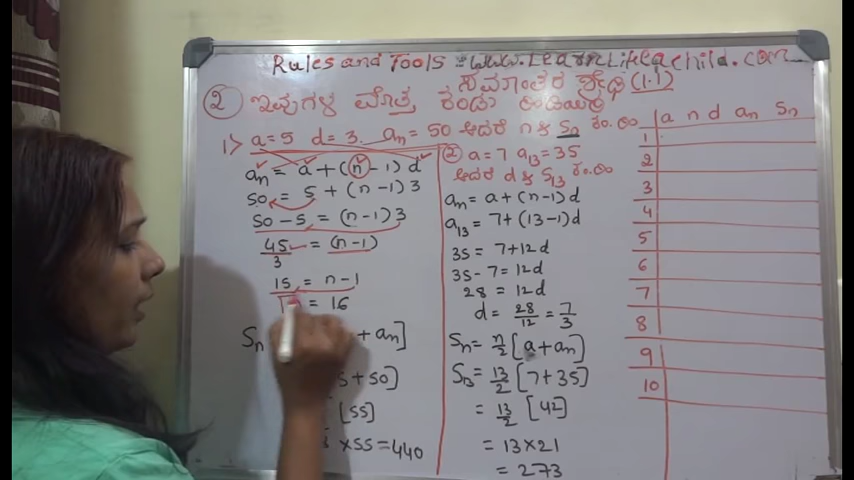 Rules and Tools :- www.LearnLifeachild.com
ಸಮಾಂತರ ಶ್ರೇಢಿ (1.1)
2 ಇವುಗಳ ಮೊತ್ತ ಕಂಡು ಹಿಡಿಯಿರಿ
1) a=5 d=3 an=50 ಆದರೆ n & Sn ಕಂ.ಹಿಂ
an = a+(n-1)d
50 = 5+(n-1)3
50-5 = (n-1)3
45/3 = (n-1)
15 = n-1
= 16
Sn + an]
5+50]
[55]
×55=440
2 a=7 a13=35
ಆದರೆ d & S13 ಕಂ.ಹಿಂ
an = a+(n-1)d
a13 = 7+(13-1)d
35 = 7+12d
35-7 = 12d
28 = 12d
d = 28/12 = 7/3
Sn = n/2 [a+an]
S13 = 13/2 [7+35]
= 13/2 [42]
= 13×21
= 273
a n d an Sn
1
2
3
4
5
6
7
8
9
10